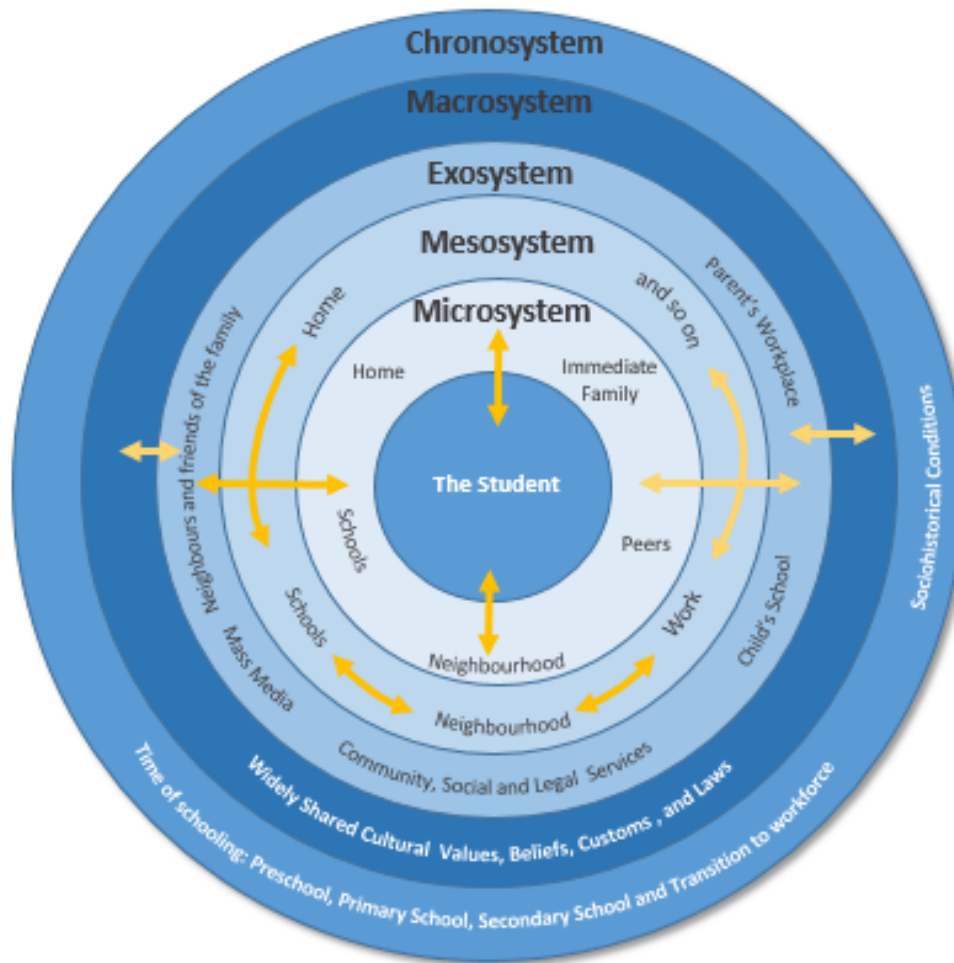 Chronosystem
Macrosystem
Exosystem
Mesosystem
Microsystem
Home
Immediate
Family
The Student
Schools
Peers
Neighbourhood
Home
and so on
Schools
Work
Neighbourhood
Neighbours and friends of the family
Parent's Workplace
Mass Media
Child's School
Community, Social and Legal Services
Widely Shared Cultural Values, Beliefs, Customs , and Laws
Sociohistorical Conditions
Time of schooling: Preschool, Primary School, Secondary School and Transition to workforce